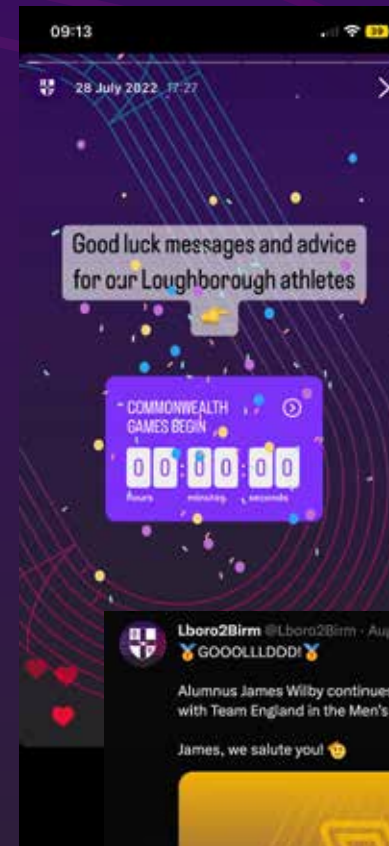 09:13
28 July 2022 17:27
Good luck messages and advice
for our Loughborough athletes
COMMONWEALTH
GAMES BEGIN
00:00:00
hours minutes seconds
Lboro2Birm @Lboro2Birm · Aug
GOOOLLLDDD!
Alumnus James Wilby continues
with Team England in the Men's
James, we salute you!